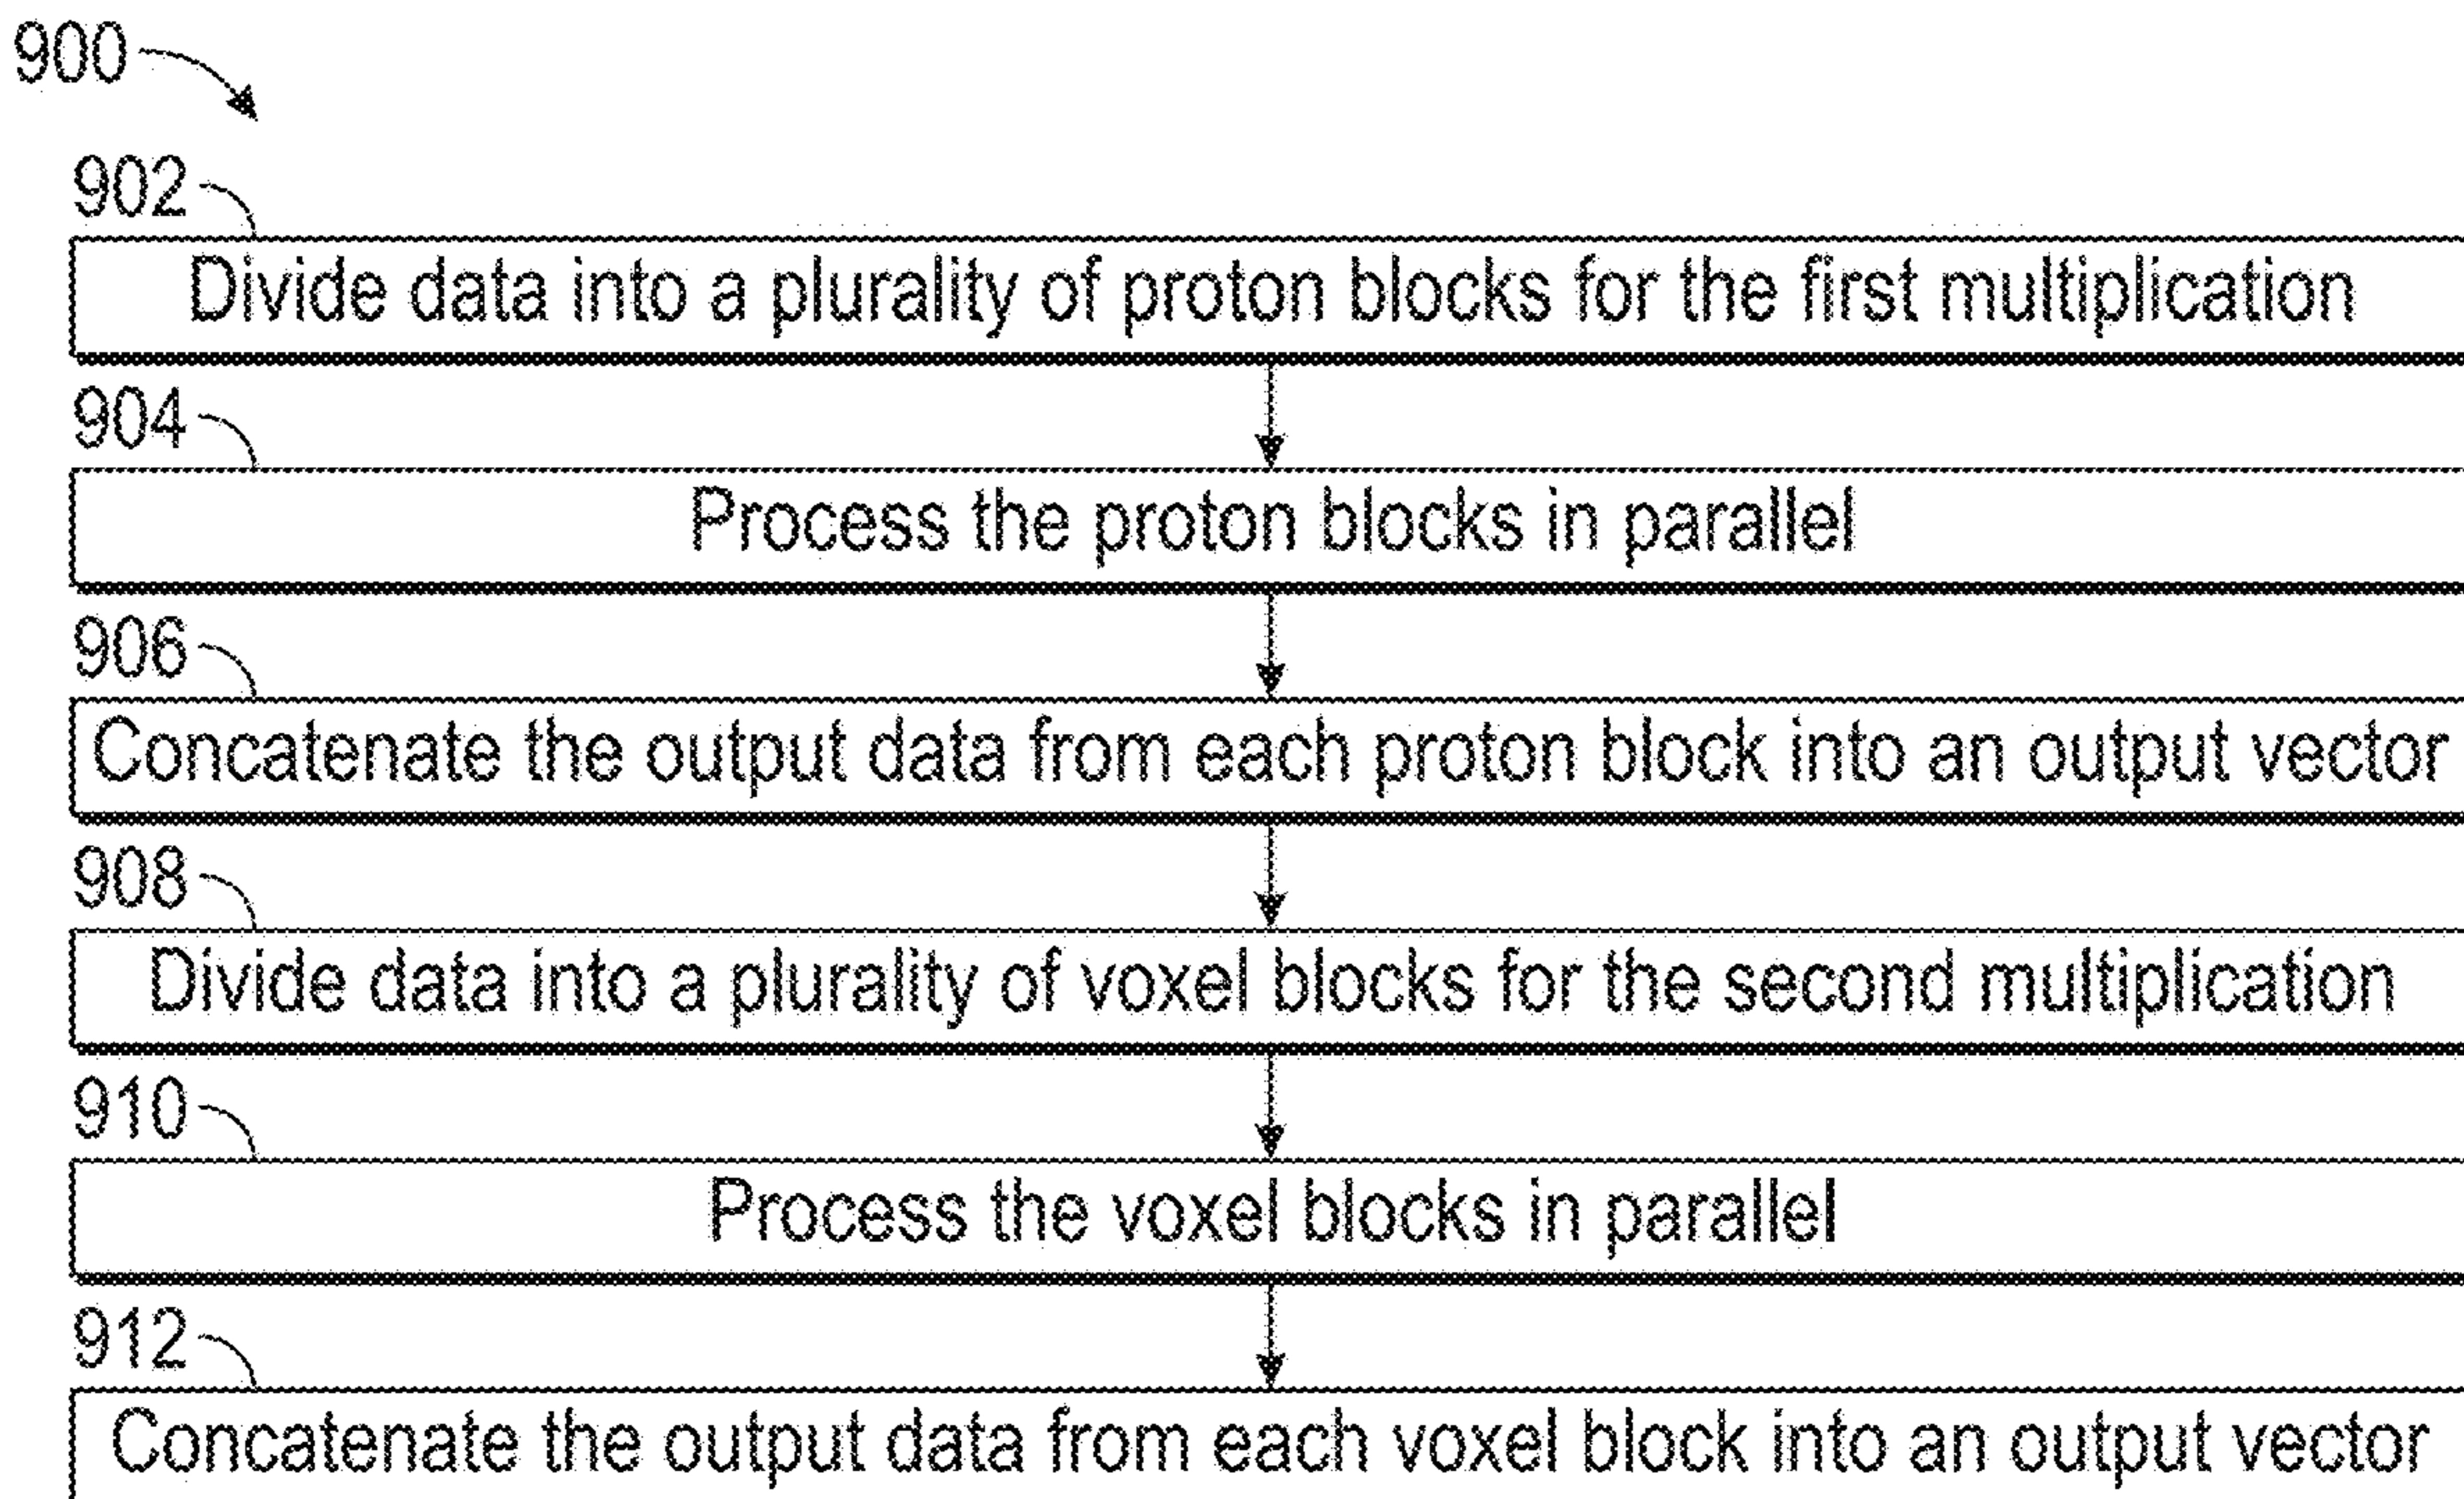 900
902
Divide data into a plurality of proton blocks for the first multiplication
904
Process the proton blocks in parallel
906
Concatenate the output data from each proton block into an output vector
908
Divide data into a plurality of voxel blocks for the second multiplication
910
Process the voxel blocks in parallel
912
Concatenate the output data from each voxel block into an output vector